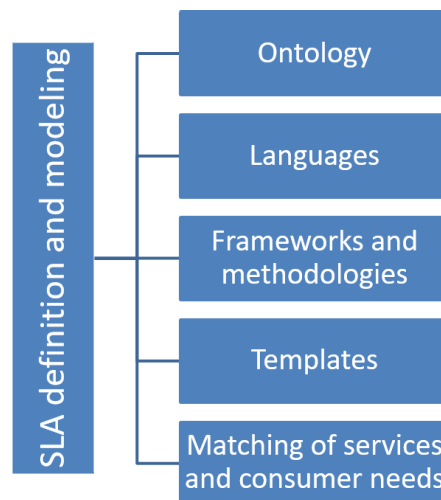 SLA definition and modeling
Ontology
Languages
Frameworks and
methodologies
Templates
Matching of services
and consumer needs